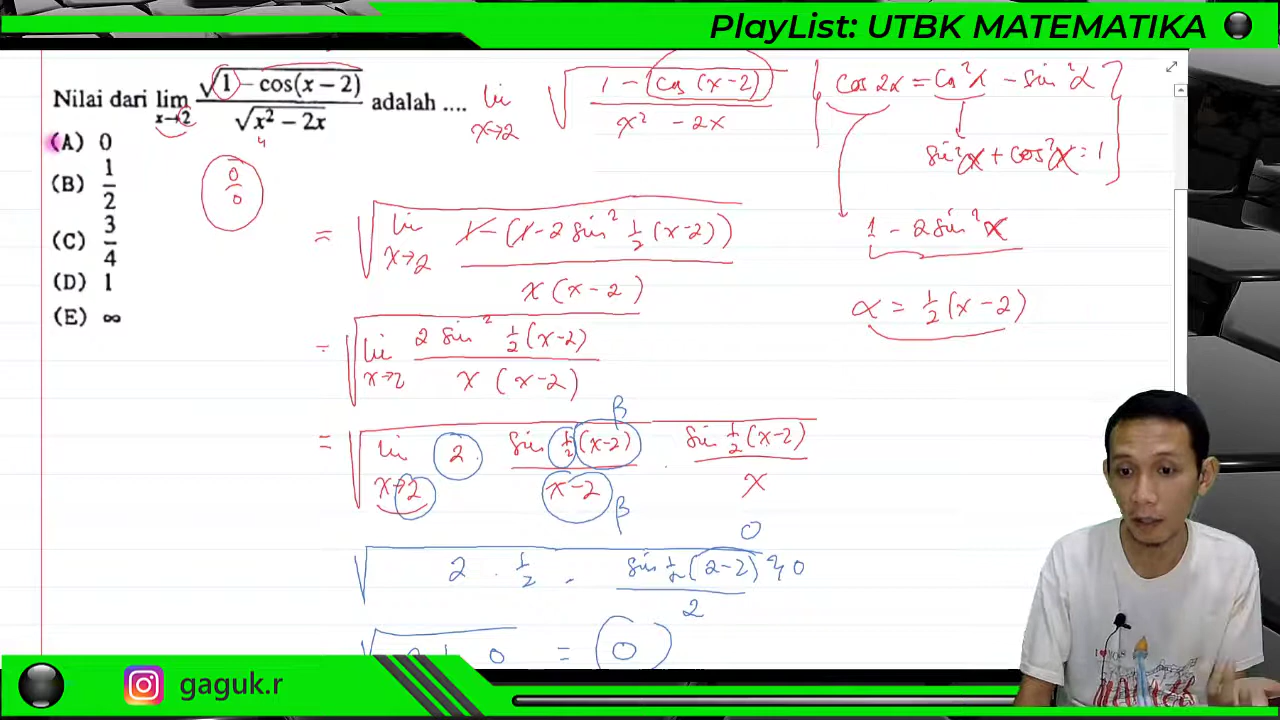 PlayList: UTBK MATEMATIKA
Nilai dari lim x→2 √(1 − cos(x − 2)) / √(x² − 2x) adalah ....
(A) 0
(B) 1/2
(C) 3/4
(D) 1
(E) ∞
0/0
lim x→2 √((1 − cos (x−2)) / (x² − 2x))
cos 2α = cos²α − sin²α
sin²α + cos²α = 1
1 − 2 sin²α
α = 1/2 (x − 2)
= √(lim x→2 (1 − (1 − 2 sin² 1/2 (x−2))) / (x (x − 2)))
= √(lim x→2 (2 sin² 1/2 (x−2)) / (x (x−2)))
= √(lim x→2 2 . (sin 1/2 (x−2)) / (x−2) . (sin 1/2 (x−2)) / x)
β
β
0
√(2 . 1/2 . (sin 1/2 (2−2)) / 2) 0
0 = 0
gaguk.r